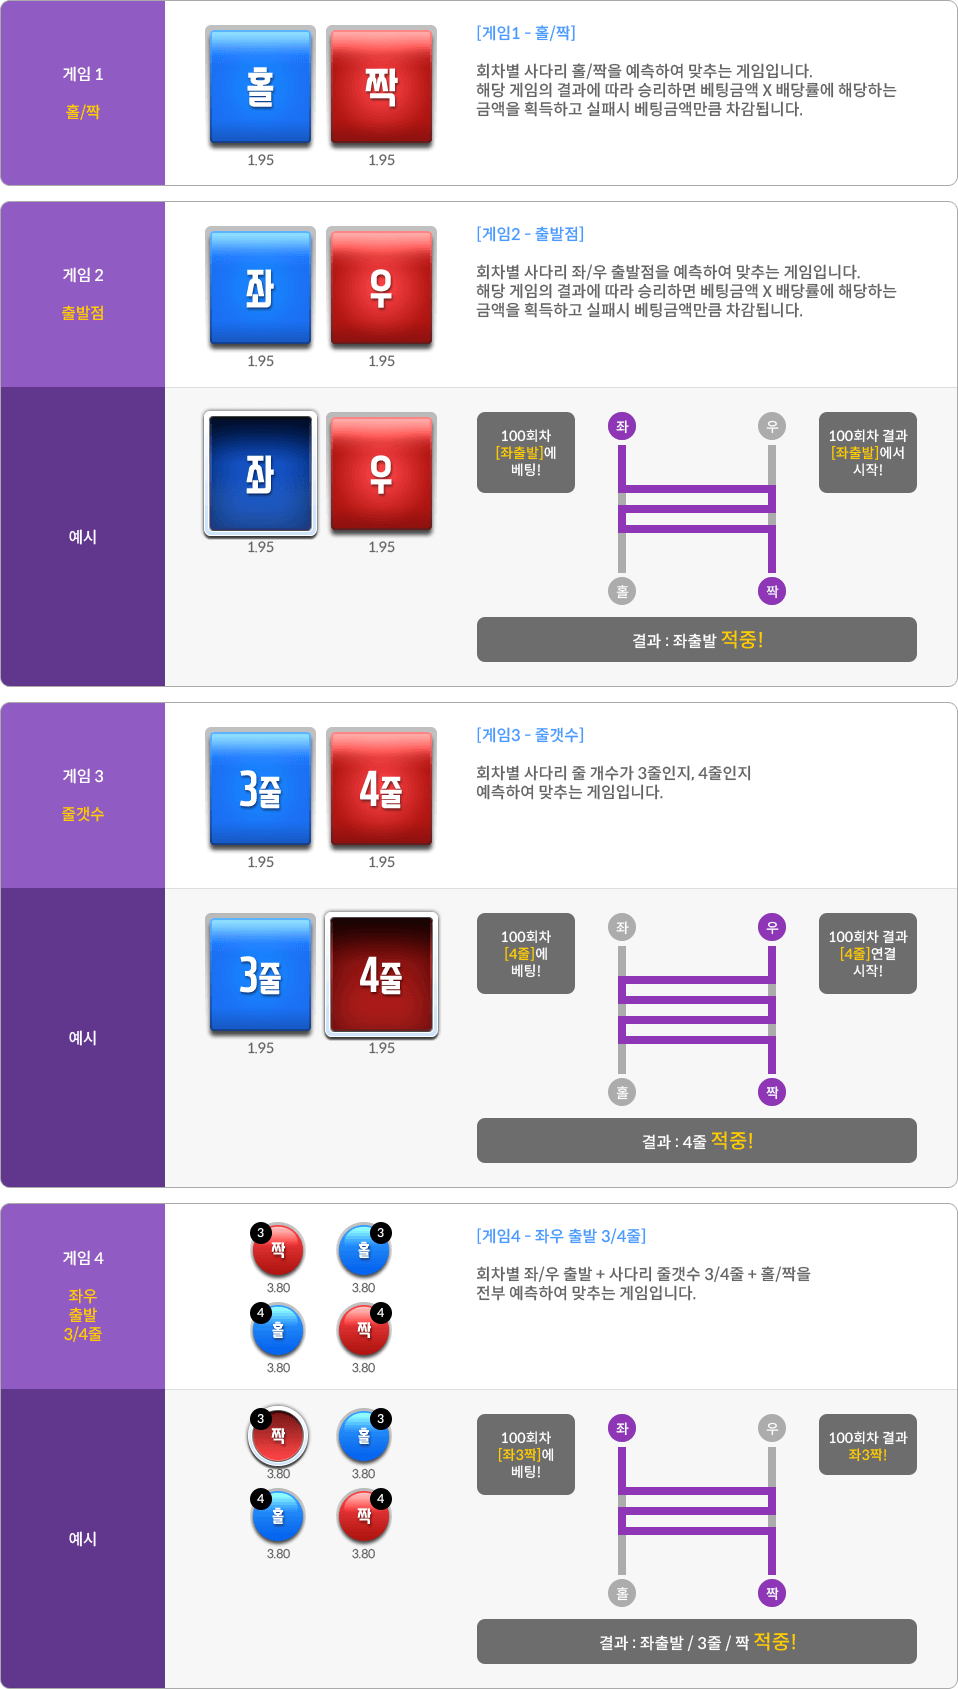 게임 1
홀/짝
홀
짝
1.95
1.95
[게임1 - 홀/짝]
회차별 사다리 홀/짝을 예측하여 맞추는 게임입니다.
해당 게임의 결과에 따라 승리하면 베팅금액 X 배당률에 해당하는
금액을 획득하고 실패시 베팅금액만큼 차감됩니다.
게임 2
출발점
좌
우
1.95
1.95
[게임2 - 출발점]
회차별 사다리 좌/우 출발점을 예측하여 맞추는 게임입니다.
해당 게임의 결과에 따라 승리하면 베팅금액 X 배당률에 해당하는
금액을 획득하고 실패시 베팅금액만큼 차감됩니다.
예시
좌
우
1.95
1.95
100회차
[좌출발]에
베팅!
좌
우
홀
짝
100회차 결과
[좌출발]에서
시작!
결과 : 좌출발 적중!
게임 3
줄갯수
3줄
4줄
1.95
1.95
[게임3 - 줄갯수]
회차별 사다리 줄 개수가 3줄인지, 4줄인지
예측하여 맞추는 게임입니다.
예시
3줄
4줄
1.95
1.95
100회차
[4줄]에
베팅!
좌
우
홀
짝
100회차 결과
[4줄]연결
시작!
결과 : 4줄 적중!
게임 4
좌우
출발
3/4줄
3 짝
홀 3
3.80
3.80
4 홀
짝 4
3.80
3.80
[게임4 - 좌우 출발 3/4줄]
회차별 좌/우 출발 + 사다리 줄갯수 3/4줄 + 홀/짝을
전부 예측하여 맞추는 게임입니다.
예시
3 짝
홀 3
3.80
3.80
4 홀
짝 4
3.80
3.80
100회차
[좌3짝]에
베팅!
좌
우
홀
짝
100회차 결과
좌3짝!
결과 : 좌출발 / 3줄 / 짝 적중!